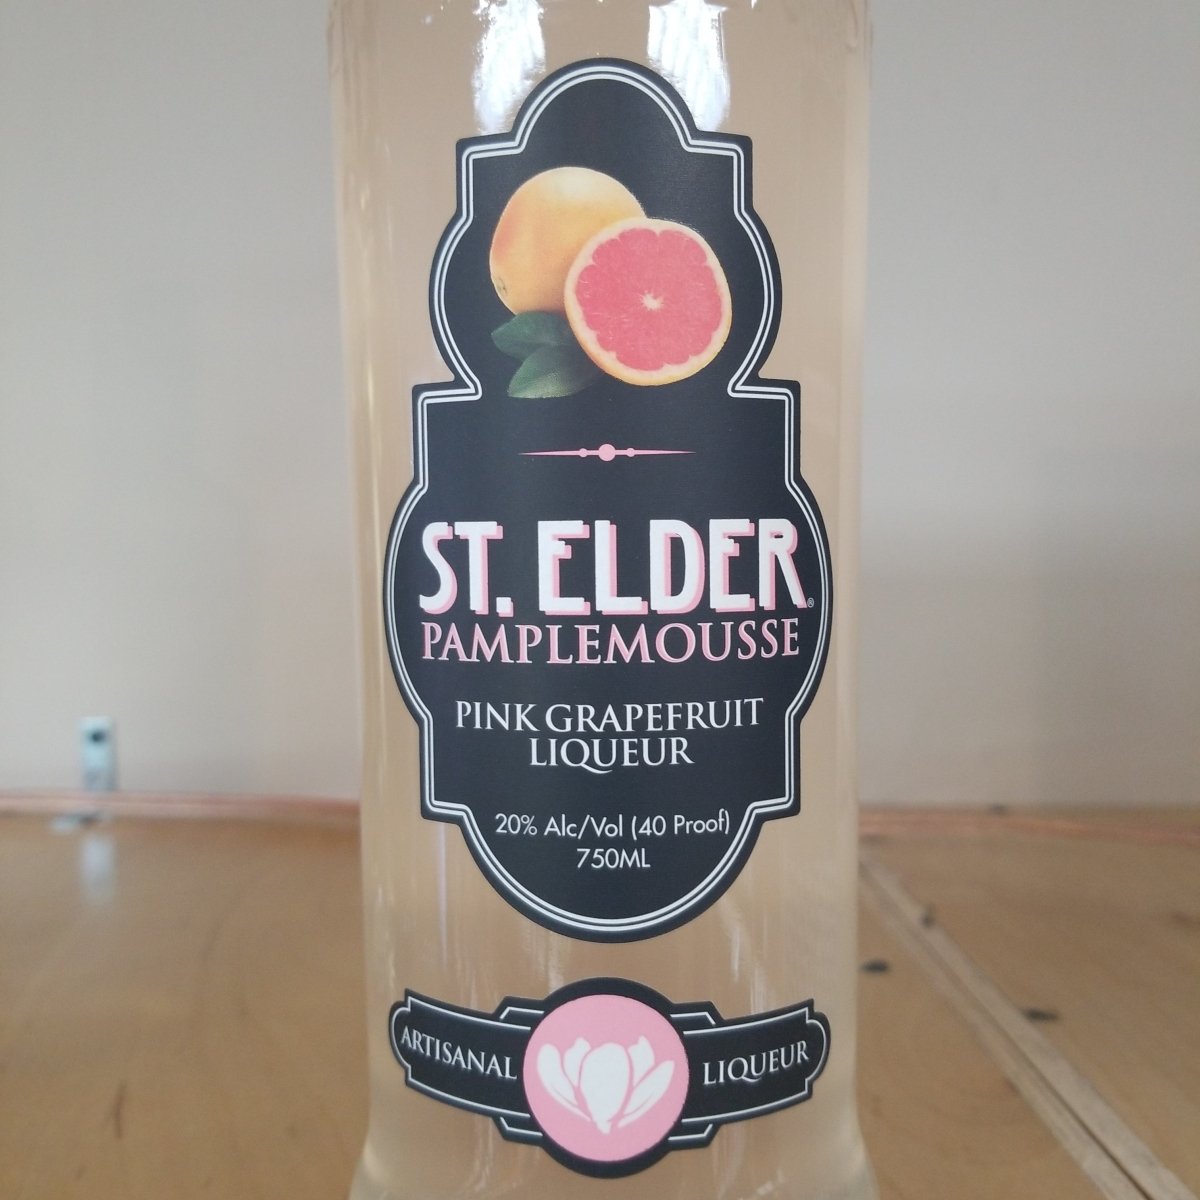 ST. ELDER®
PAMPLEMOUSSE
PINK GRAPEFRUIT
LIQUEUR
20% Alc/Vol (40 Proof)
750ML
ARTISANAL LIQUEUR